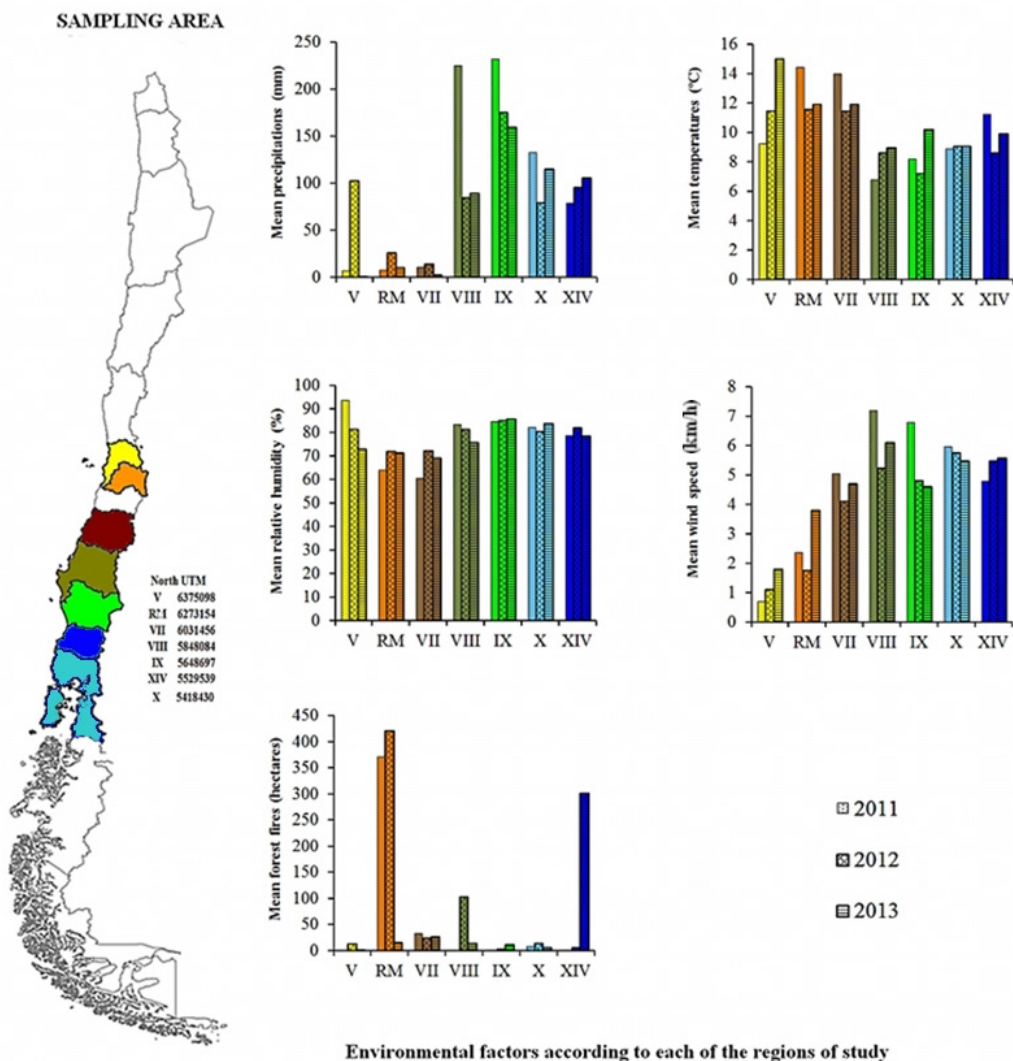 SAMPLING AREA
North UTM
V 6375098
RM 6273154
VII 6031456
VIII 5848084
IX 5648697
XIV 5529539
X 5418430
Mean precipitations (mm)
250
200
150
100
50
0
V RM VII VIII IX X XIV
Mean temperatures (°C)
16
14
12
10
8
6
4
2
0
V RM VII VIII IX X XIV
Mean relative humidity (%)
100
90
80
70
60
50
40
30
20
10
0
V RM VII VIII IX X XIV
Mean wind speed (km/h)
8
7
6
5
4
3
2
1
0
V RM VII VIII IX X XIV
Mean forest fires (hectares)
450
400
350
300
250
200
150
100
50
0
V RM VII VIII IX X XIV
2011
2012
2013
Environmental factors according to each of the regions of study